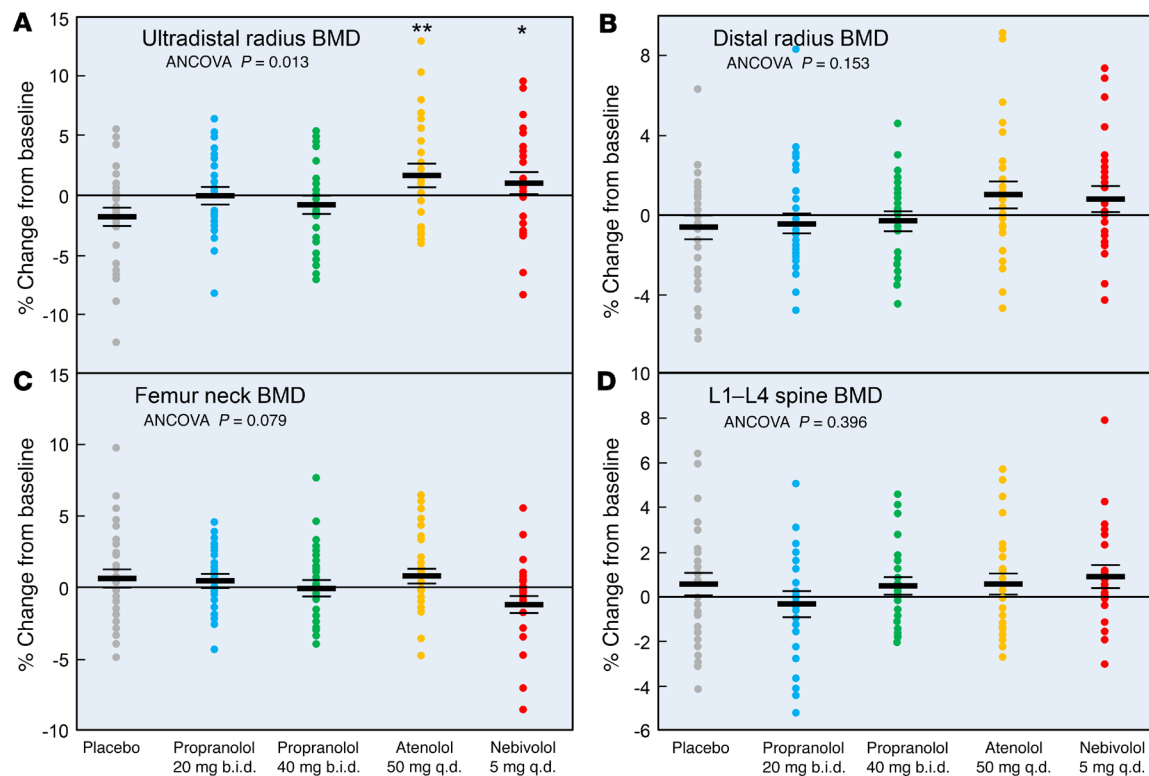 A
Ultradistal radius BMD
ANCOVA P = 0.013
**
*
% Change from baseline
15
10
5
0
-5
-10
B
Distal radius BMD
ANCOVA P = 0.153
% Change from baseline
8
4
0
-4
C
Femur neck BMD
ANCOVA P = 0.079
% Change from baseline
15
10
5
0
-5
-10
Placebo
Propranolol
20 mg b.i.d.
Propranolol
40 mg b.i.d.
Atenolol
50 mg q.d.
Nebivolol
5 mg q.d.
D
L1–L4 spine BMD
ANCOVA P = 0.396
% Change from baseline
10
8
6
4
2
0
-2
-4
-6
Placebo
Propranolol
20 mg b.i.d.
Propranolol
40 mg b.i.d.
Atenolol
50 mg q.d.
Nebivolol
5 mg q.d.